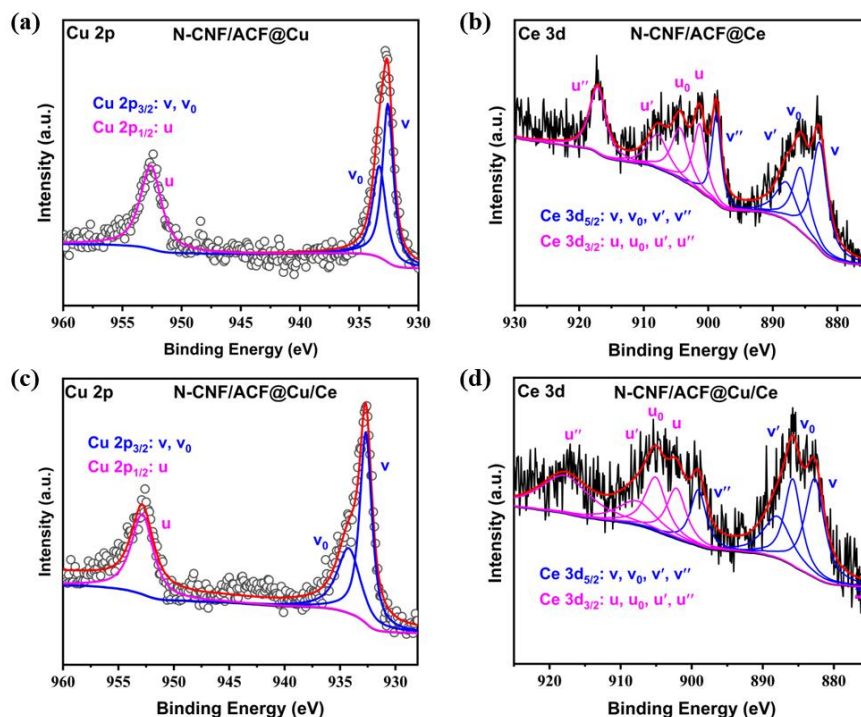 (a)
Cu 2p
N-CNF/ACF@Cu
Cu 2p3/2: v, v0
Cu 2p1/2: u
u
v0
v
Intensity (a.u.)
960 955 950 945 940 935 930
Binding Energy (eV)
(b)
Ce 3d
N-CNF/ACF@Ce
u′′
u′
u0
u
v′′
v′
v0
v
Ce 3d5/2: v, v0, v′, v′′
Ce 3d3/2: u, u0, u′, u′′
Intensity (a.u.)
930 920 910 900 890 880
Binding Energy (eV)
(c)
Cu 2p
N-CNF/ACF@Cu/Ce
Cu 2p3/2: v, v0
Cu 2p1/2: u
u
v0
v
Intensity (a.u.)
960 955 950 945 940 935 930
Binding Energy (eV)
(d)
Ce 3d
N-CNF/ACF@Cu/Ce
u′′
u′
u0
u
v′′
v′
v0
v
Ce 3d5/2: v, v0, v′, v′′
Ce 3d3/2: u, u0, u′, u′′
Intensity (a.u.)
920 910 900 890 880
Binding Energy (eV)